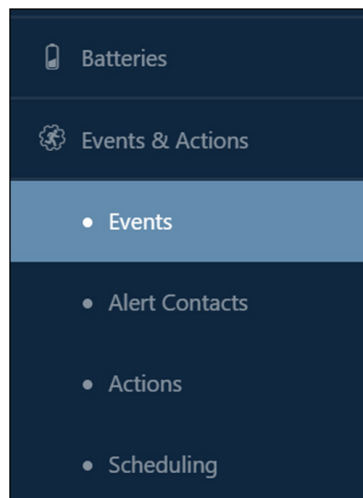 Batteries
Events & Actions
Events
Alert Contacts
Actions
Scheduling